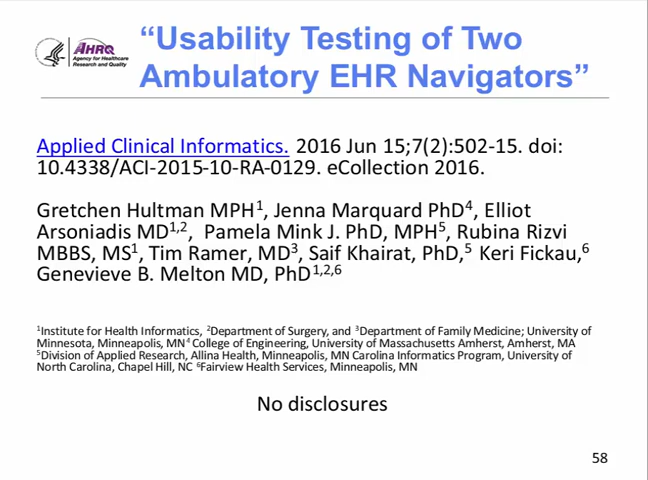 AHRQ
Agency for Healthcare
Research and Quality
“Usability Testing of Two
Ambulatory EHR Navigators”
Applied Clinical Informatics. 2016 Jun 15;7(2):502-15. doi:
10.4338/ACI-2015-10-RA-0129. eCollection 2016.
Gretchen Hultman MPH1, Jenna Marquard PhD4, Elliot
Arsoniadis MD1,2, Pamela Mink J. PhD, MPH5, Rubina Rizvi
MBBS, MS1, Tim Ramer, MD3, Saif Khairat, PhD,5 Keri Fickau,6
Genevieve B. Melton MD, PhD1,2,6
1Institute for Health Informatics, 2Department of Surgery, and 3Department of Family Medicine; University of
Minnesota, Minneapolis, MN4 College of Engineering, University of Massachusetts Amherst, Amherst, MA
5Division of Applied Research, Allina Health, Minneapolis, MN Carolina Informatics Program, University of
North Carolina, Chapel Hill, NC 6Fairview Health Services, Minneapolis, MN
No disclosures
58